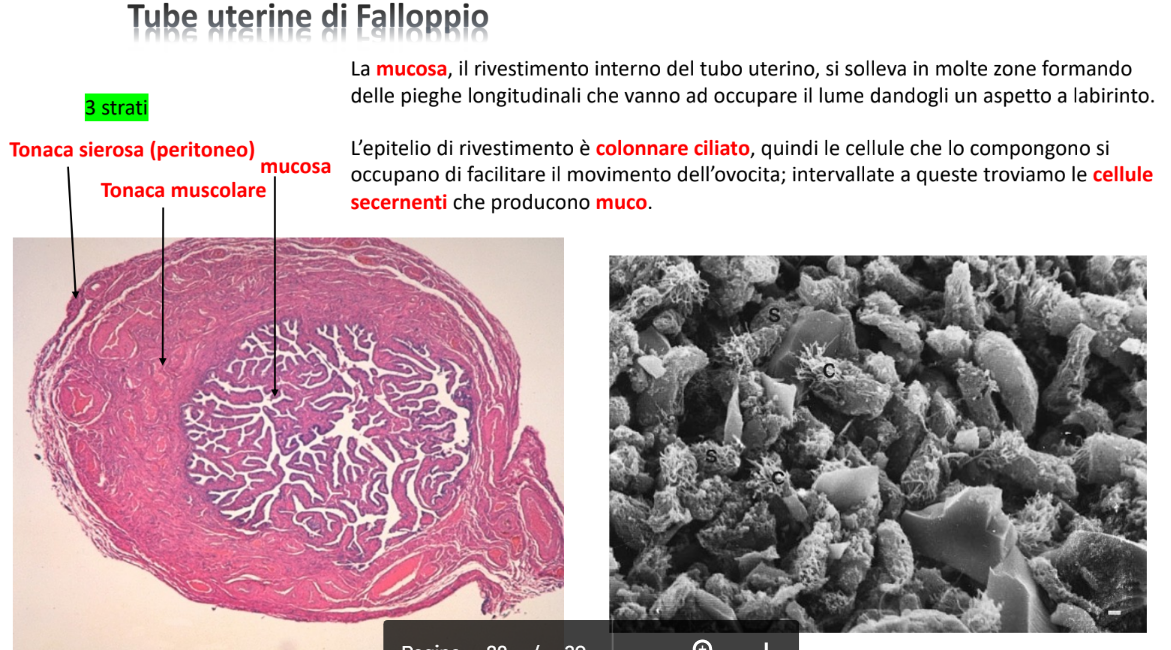 Tube uterine di Falloppio
La mucosa, il rivestimento interno del tubo uterino, si solleva in molte zone formando
delle pieghe longitudinali che vanno ad occupare il lume dandogli un aspetto a labirinto.
3 strati
Tonaca sierosa (peritoneo)
mucosa
Tonaca muscolare
L'epitelio di rivestimento è colonnare ciliato, quindi le cellule che lo compongono si
occupano di facilitare il movimento dell'ovocita; intervallate a queste troviamo le cellule
secernenti che producono muco.
S
C
S
C
Pagina